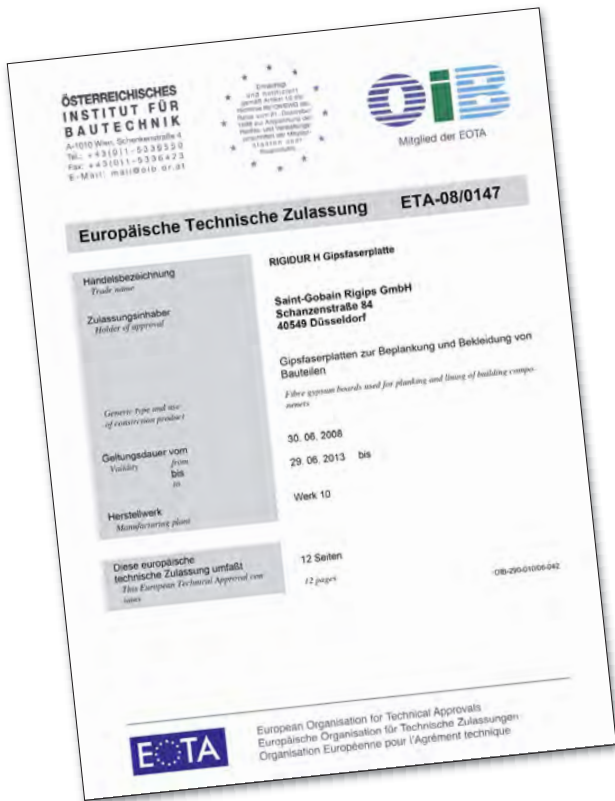 ÖSTERREICHISCHES
INSTITUT FÜR
BAUTECHNIK
A-1010 Wien, Schenkenstraße 4
Tel.: +43(0)1-5336550
Fax: +43(0)1-5336423
E-Mail: mail@oib.or.at
OiB
Mitglied der EOTA
Europäische Technische Zulassung ETA-08/0147
Handelsbezeichnung
Trade name
RIGIDUR H Gipsfaserplatte
Zulassungsinhaber
Holder of approval
Saint-Gobain Rigips GmbH
Schanzenstraße 84
40549 Düsseldorf
Gipsfaserplatten zur Beplankung und Bekleidung von
Bauteilen
Generic type and use
of construction product
Fibre gypsum boards used for planking and lining of building compo-
nenets
Geltungsdauer vom
Validity from
bis
to
30. 06. 2008
29. 06. 2013 bis
Herstellwerk
Manufacturing plant
Werk 10
Diese europäische
technische Zulassung umfaßt
This European Technical Approval con
taines
12 Seiten
12 pages
OIB-290-010/06-042
EOTA
European Organisation for Technical Approvals
Europäische Organisation für Technische Zulassungen
Organisation Européenne pour l'Agrément technique